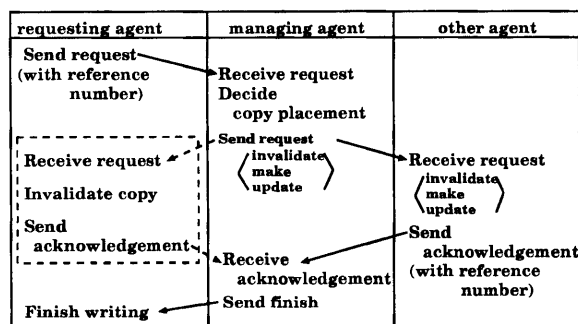 requesting agent
managing agent
other agent
Send request
(with reference
number)
Receive request
Decide
copy placement
Send request
invalidate
make
update
Receive request
Invalidate copy
Send
acknowledgement
Receive request
invalidate
make
update
Send
acknowledgement
(with reference
number)
Receive
acknowledgement
Send finish
Finish writing